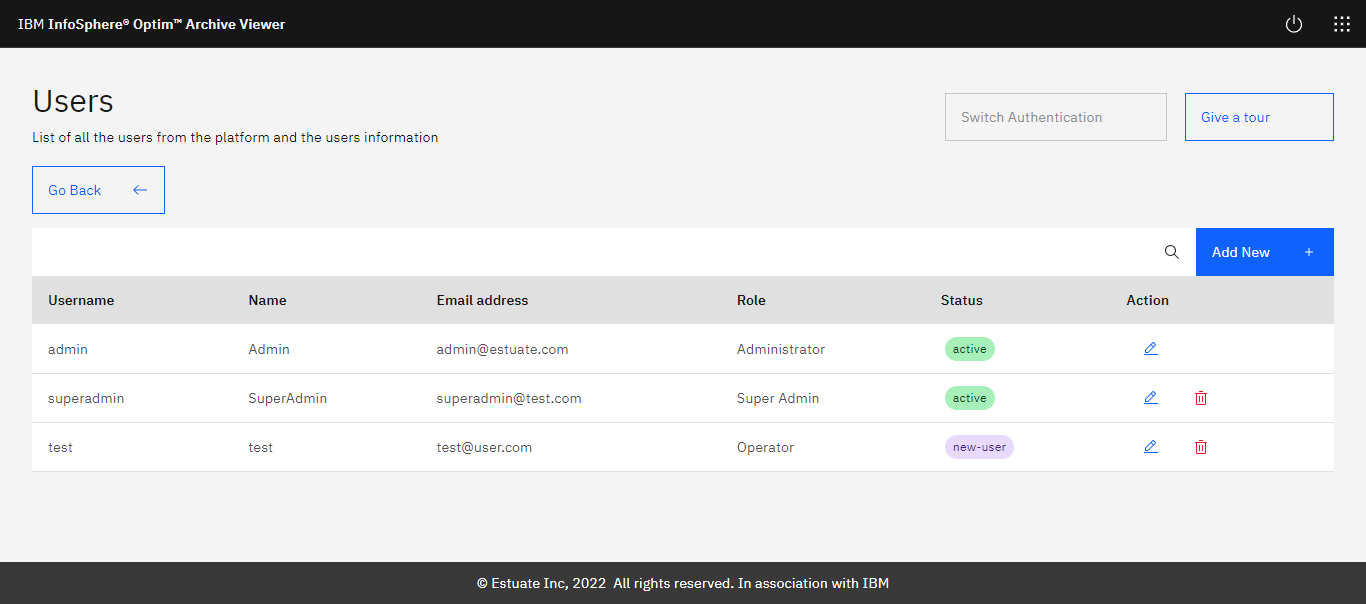 IBM InfoSphere® Optim™ Archive Viewer
Users
List of all the users from the platform and the users information
Switch Authentication
Give a tour
Go Back
Add New
Username Name Email address Role Status Action
admin Admin admin@estuate.com Administrator active
superadmin SuperAdmin superadmin@test.com Super Admin active
test test test@user.com Operator new-user
© Estuate Inc, 2022 All rights reserved. In association with IBM